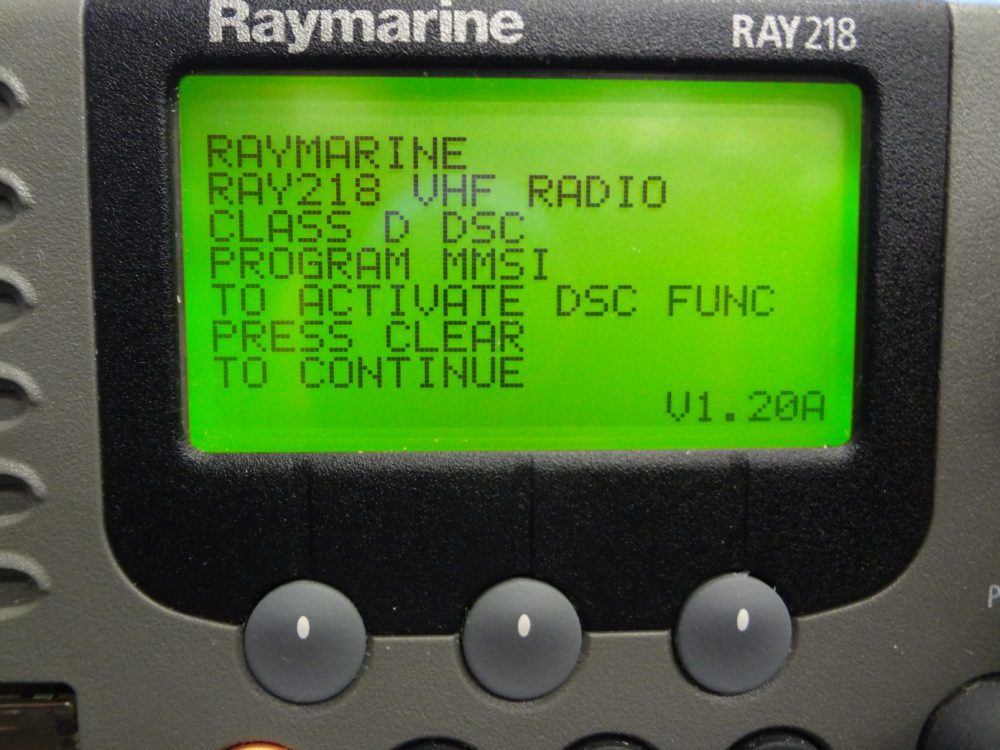 Raymarine RAY218
RAYMARINE
RAY218 VHF RADIO
CLASS D DSC
PROGRAM MMSI
TO ACTIVATE DSC FUNC
PRESS CLEAR
TO CONTINUE
V1.20A